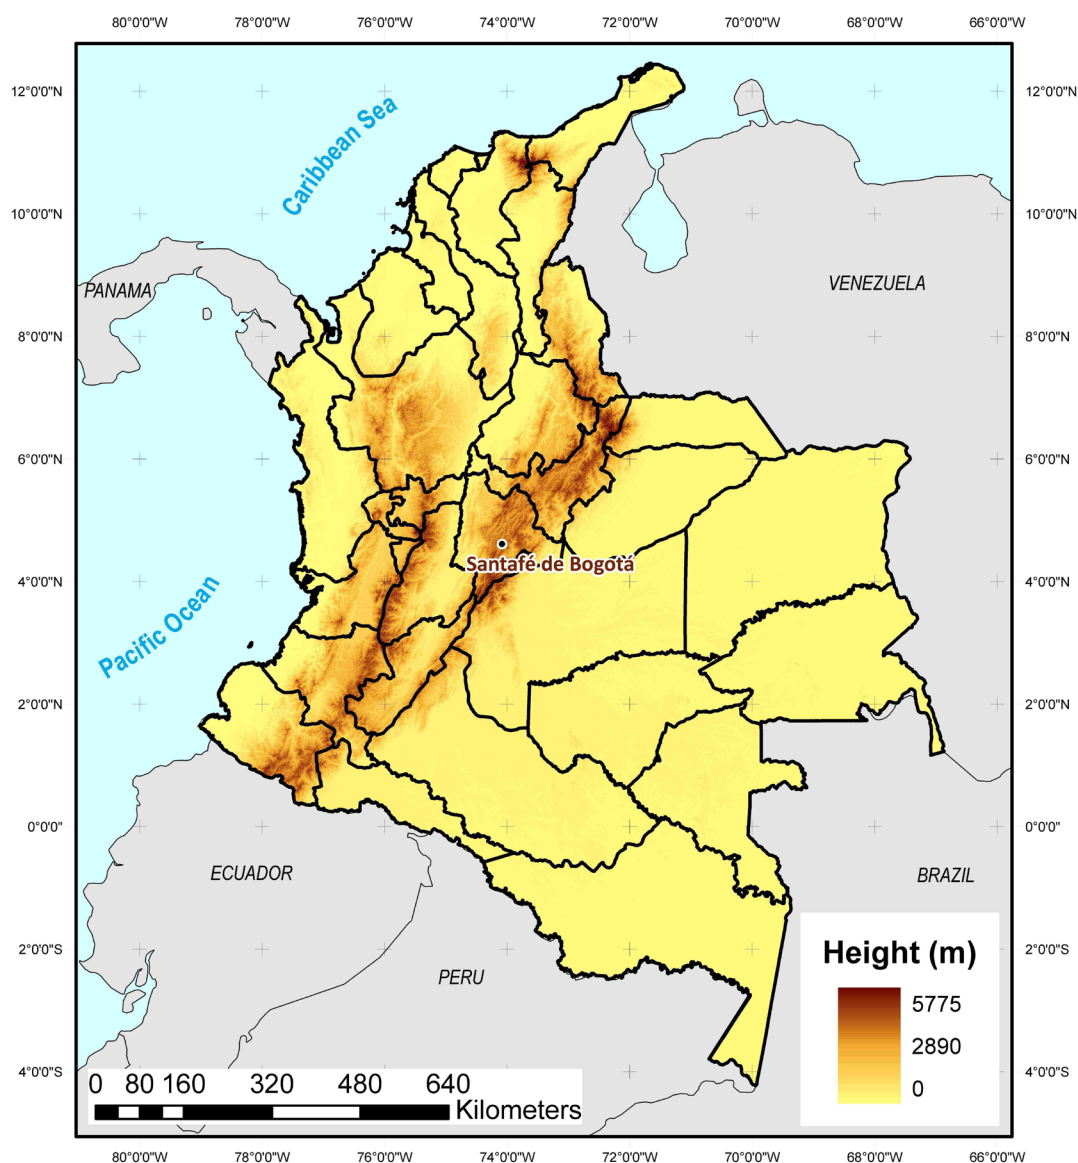 80°0'0"W 78°0'0"W 76°0'0"W 74°0'0"W 72°0'0"W 70°0'0"W 68°0'0"W 66°0'0"W
12°0'0"N 12°0'0"N
Caribbean Sea
10°0'0"N 10°0'0"N
PANAMA VENEZUELA
8°0'0"N 8°0'0"N
6°0'0"N 6°0'0"N
Santafé de Bogotá
4°0'0"N 4°0'0"N
Pacific Ocean
2°0'0"N 2°0'0"N
0°0'0" 0°0'0"
ECUADOR BRAZIL
2°0'0"S 2°0'0"S
PERU
Height (m)
5775
2890
0
4°0'0"S 4°0'0"S
0 80 160 320 480 640
Kilometers
80°0'0"W 78°0'0"W 76°0'0"W 74°0'0"W 72°0'0"W 70°0'0"W 68°0'0"W 66°0'0"W